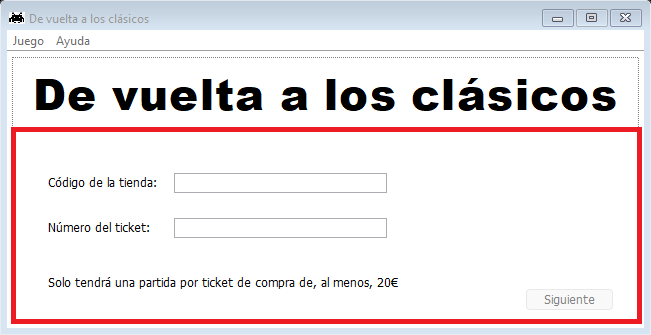 De vuelta a los clásicos
Juego Ayuda
De vuelta a los clásicos
Código de la tienda:
Número del ticket:
Solo tendrá una partida por ticket de compra de, al menos, 20€
Siguiente